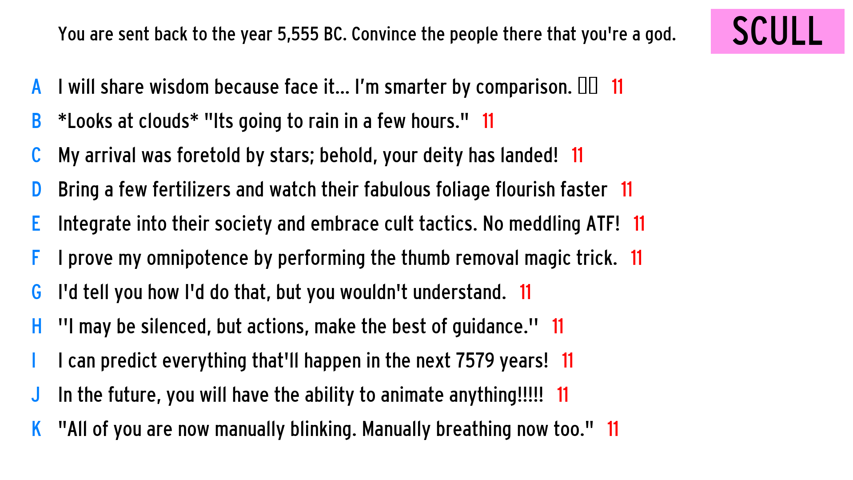 You are sent back to the year 5,555 BC. Convince the people there that you're a god.
SCULL
A I will share wisdom because face it... I’m smarter by comparison. 11
B *Looks at clouds* "Its going to rain in a few hours." 11
C My arrival was foretold by stars; behold, your deity has landed! 11
D Bring a few fertilizers and watch their fabulous foliage flourish faster 11
E Integrate into their society and embrace cult tactics. No meddling ATF! 11
F I prove my omnipotence by performing the thumb removal magic trick. 11
G I'd tell you how I'd do that, but you wouldn't understand. 11
H ''I may be silenced, but actions, make the best of guidance.'' 11
I I can predict everything that'll happen in the next 7579 years! 11
J In the future, you will have the ability to animate anything!!!!! 11
K "All of you are now manually blinking. Manually breathing now too." 11